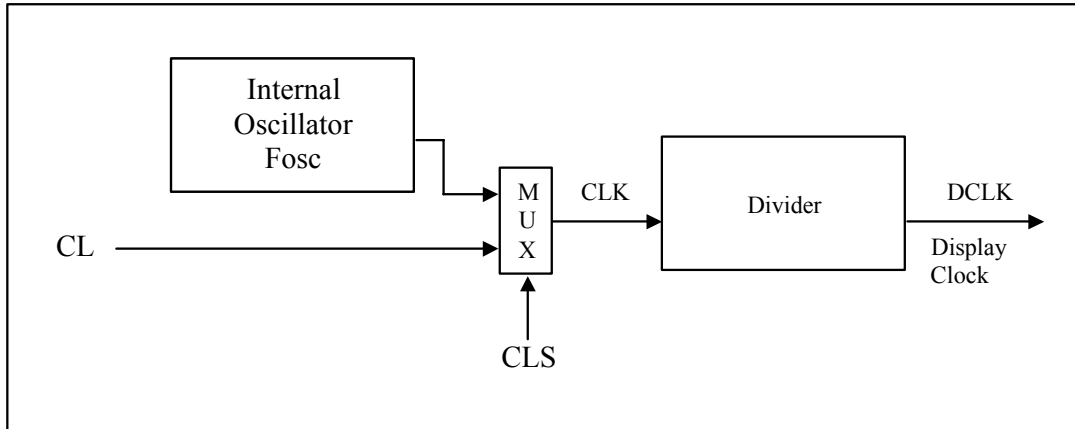 Internal
Oscillator
Fosc
M
U
X
CLK
Divider
DCLK
CL
Display
Clock
CLS